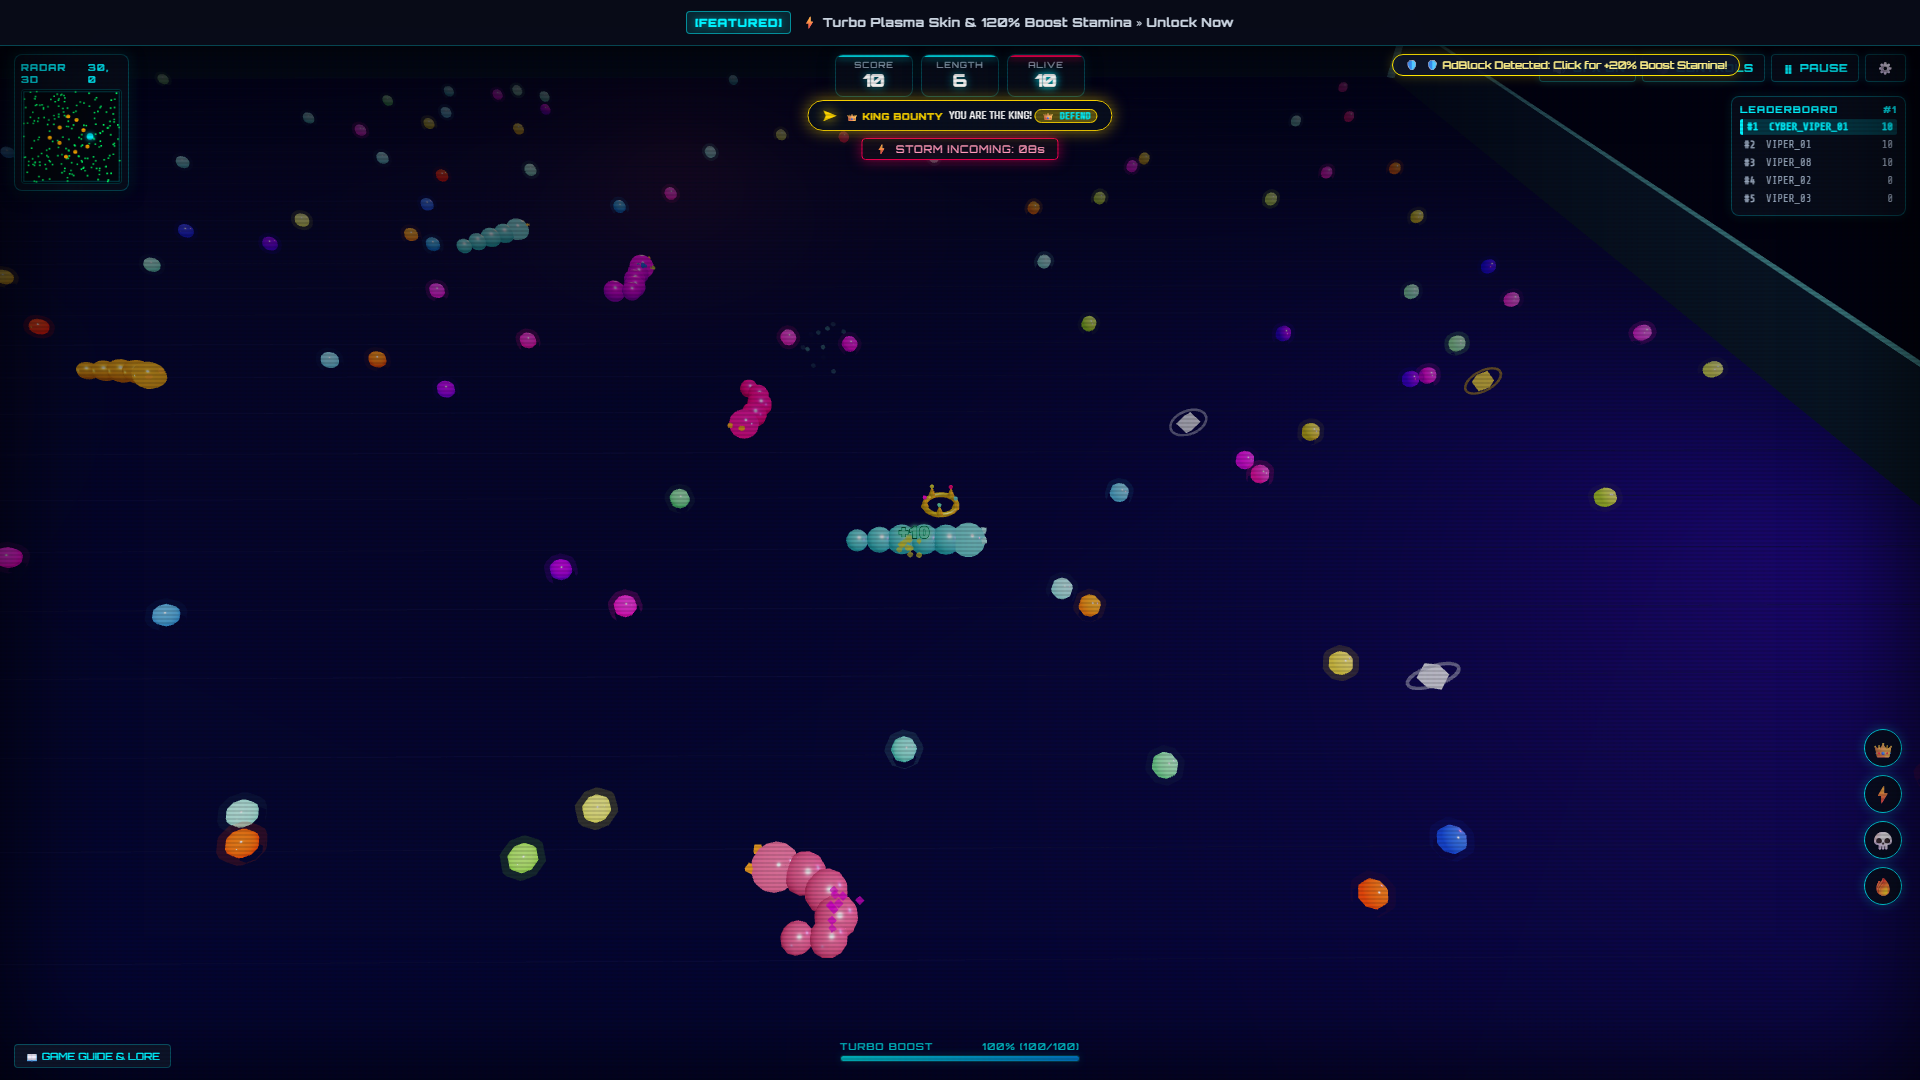 [FEATURED] Turbo Plasma Skin & 120% Boost Stamina » Unlock Now
RADAR 3D
30, 0
SCORE
10
LENGTH
6
ALIVE
10
KING BOUNTY YOU ARE THE KING! DEFEND
STORM INCOMING: 08s
AdBlock Detected: Click for +20% Boost Stamina!
PAUSE
LEADERBOARD #1
#1 CYBER_VIPER_01 10
#2 VIPER_01 10
#3 VIPER_08 10
#4 VIPER_02 0
#5 VIPER_03 0
+10
GAME GUIDE & LORE
TURBO BOOST 100% (100/100)